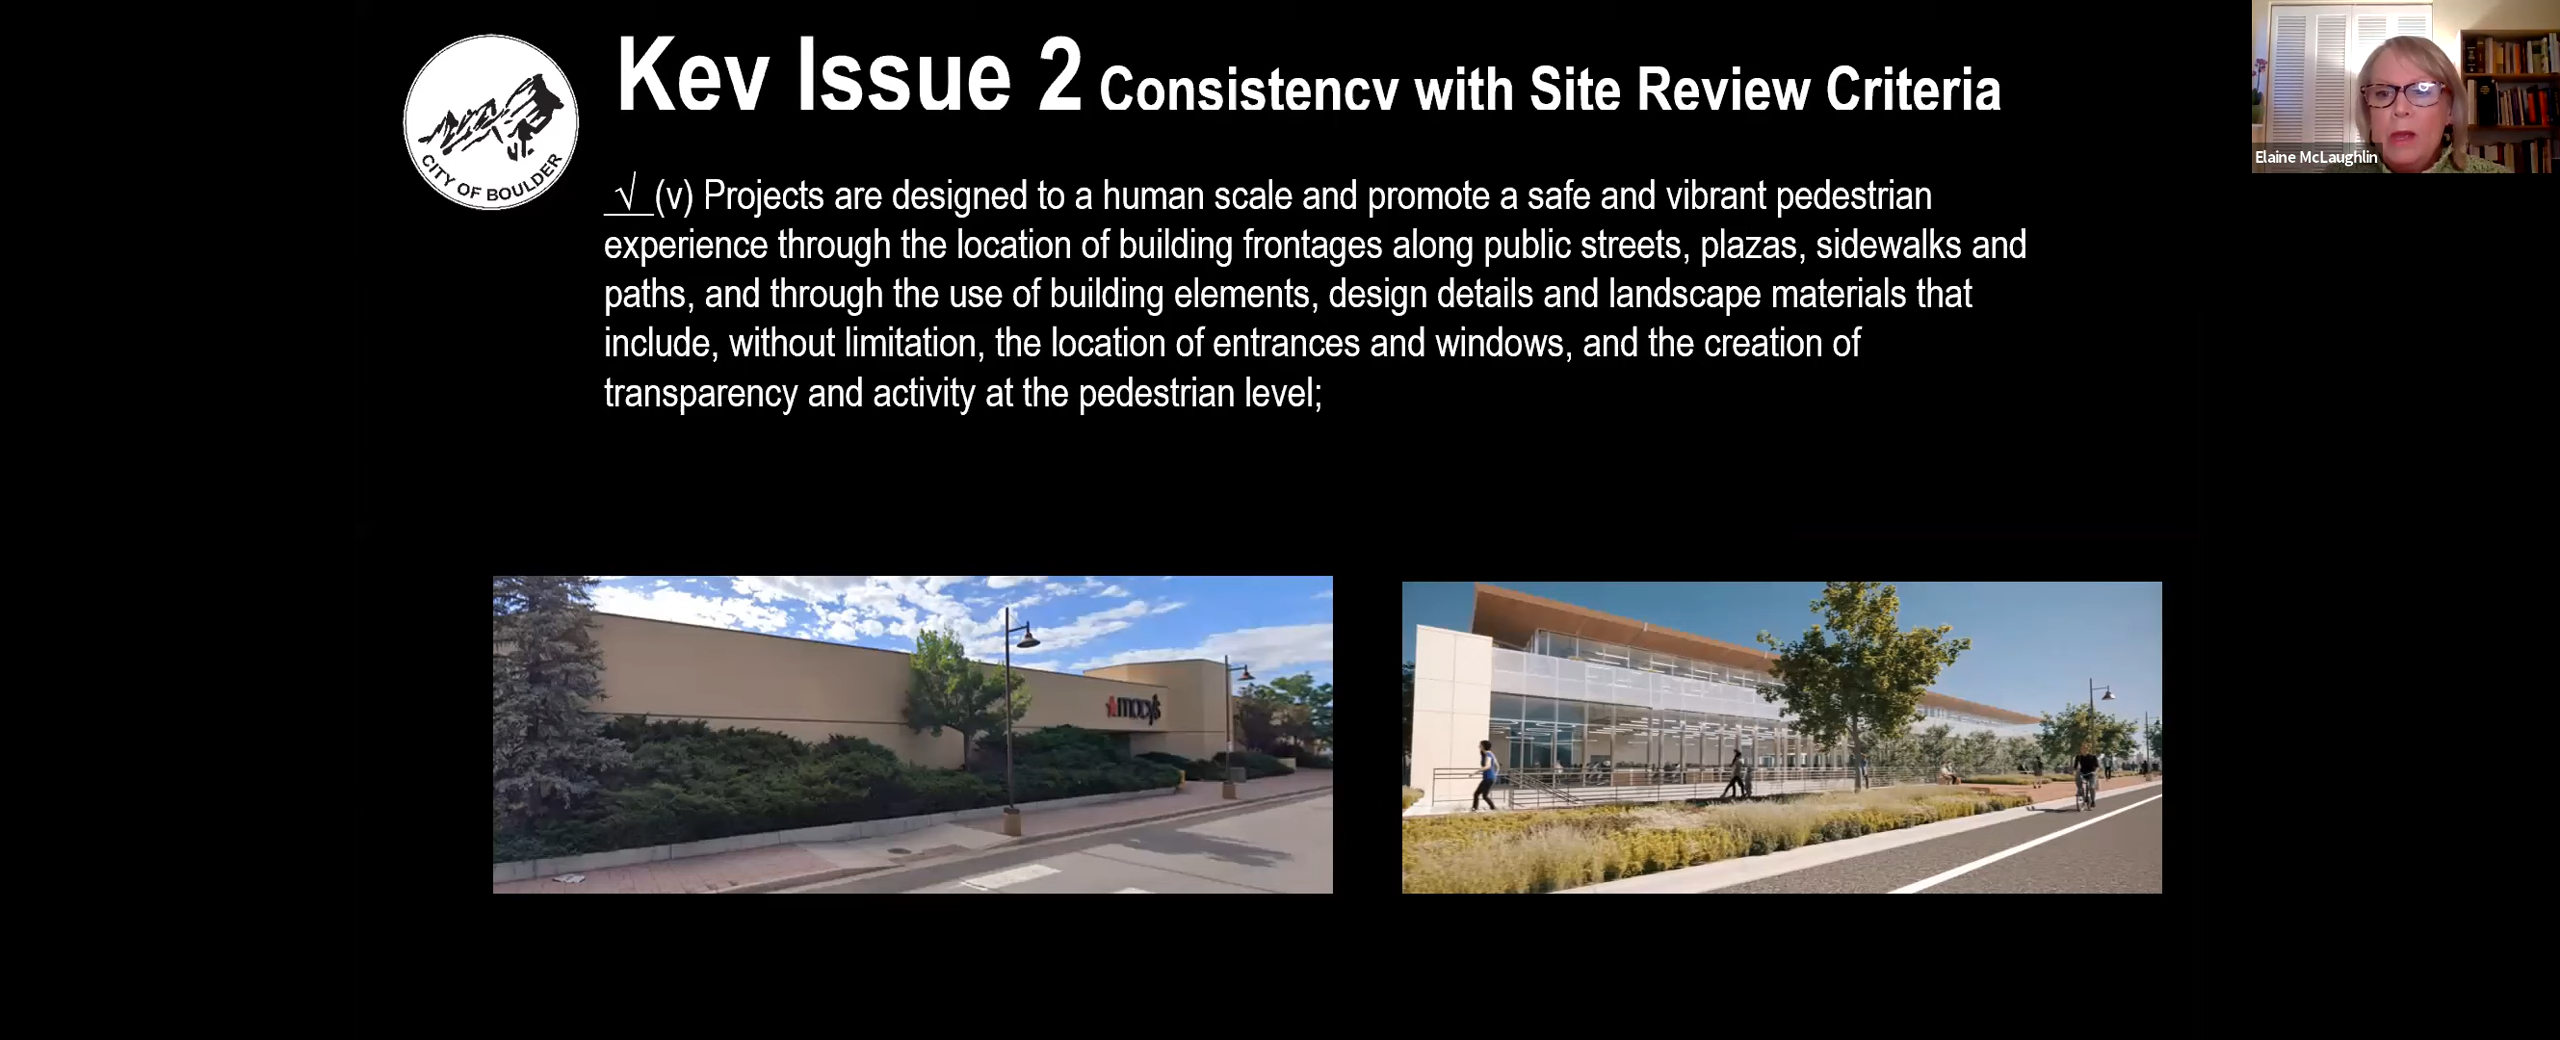 Key Issue 2 Consistency with Site Review Criteria
CITY OF BOULDER
√ (v) Projects are designed to a human scale and promote a safe and vibrant pedestrian
experience through the location of building frontages along public streets, plazas, sidewalks and
paths, and through the use of building elements, design details and landscape materials that
include, without limitation, the location of entrances and windows, and the creation of
transparency and activity at the pedestrian level;
macy's
Elaine McLaughlin